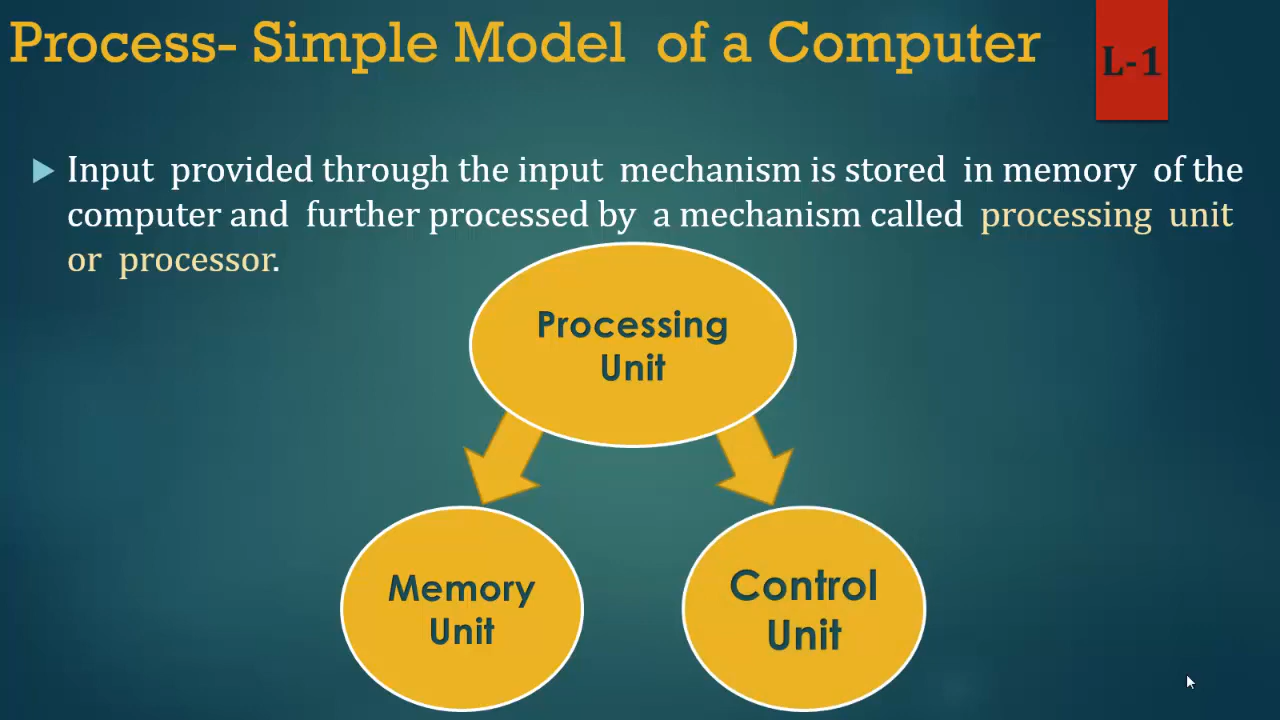 Process- Simple Model of a Computer
L-1
Input provided through the input mechanism is stored in memory of the
computer and further processed by a mechanism called processing unit
or processor.
Processing
Unit
Memory
Unit
Control
Unit